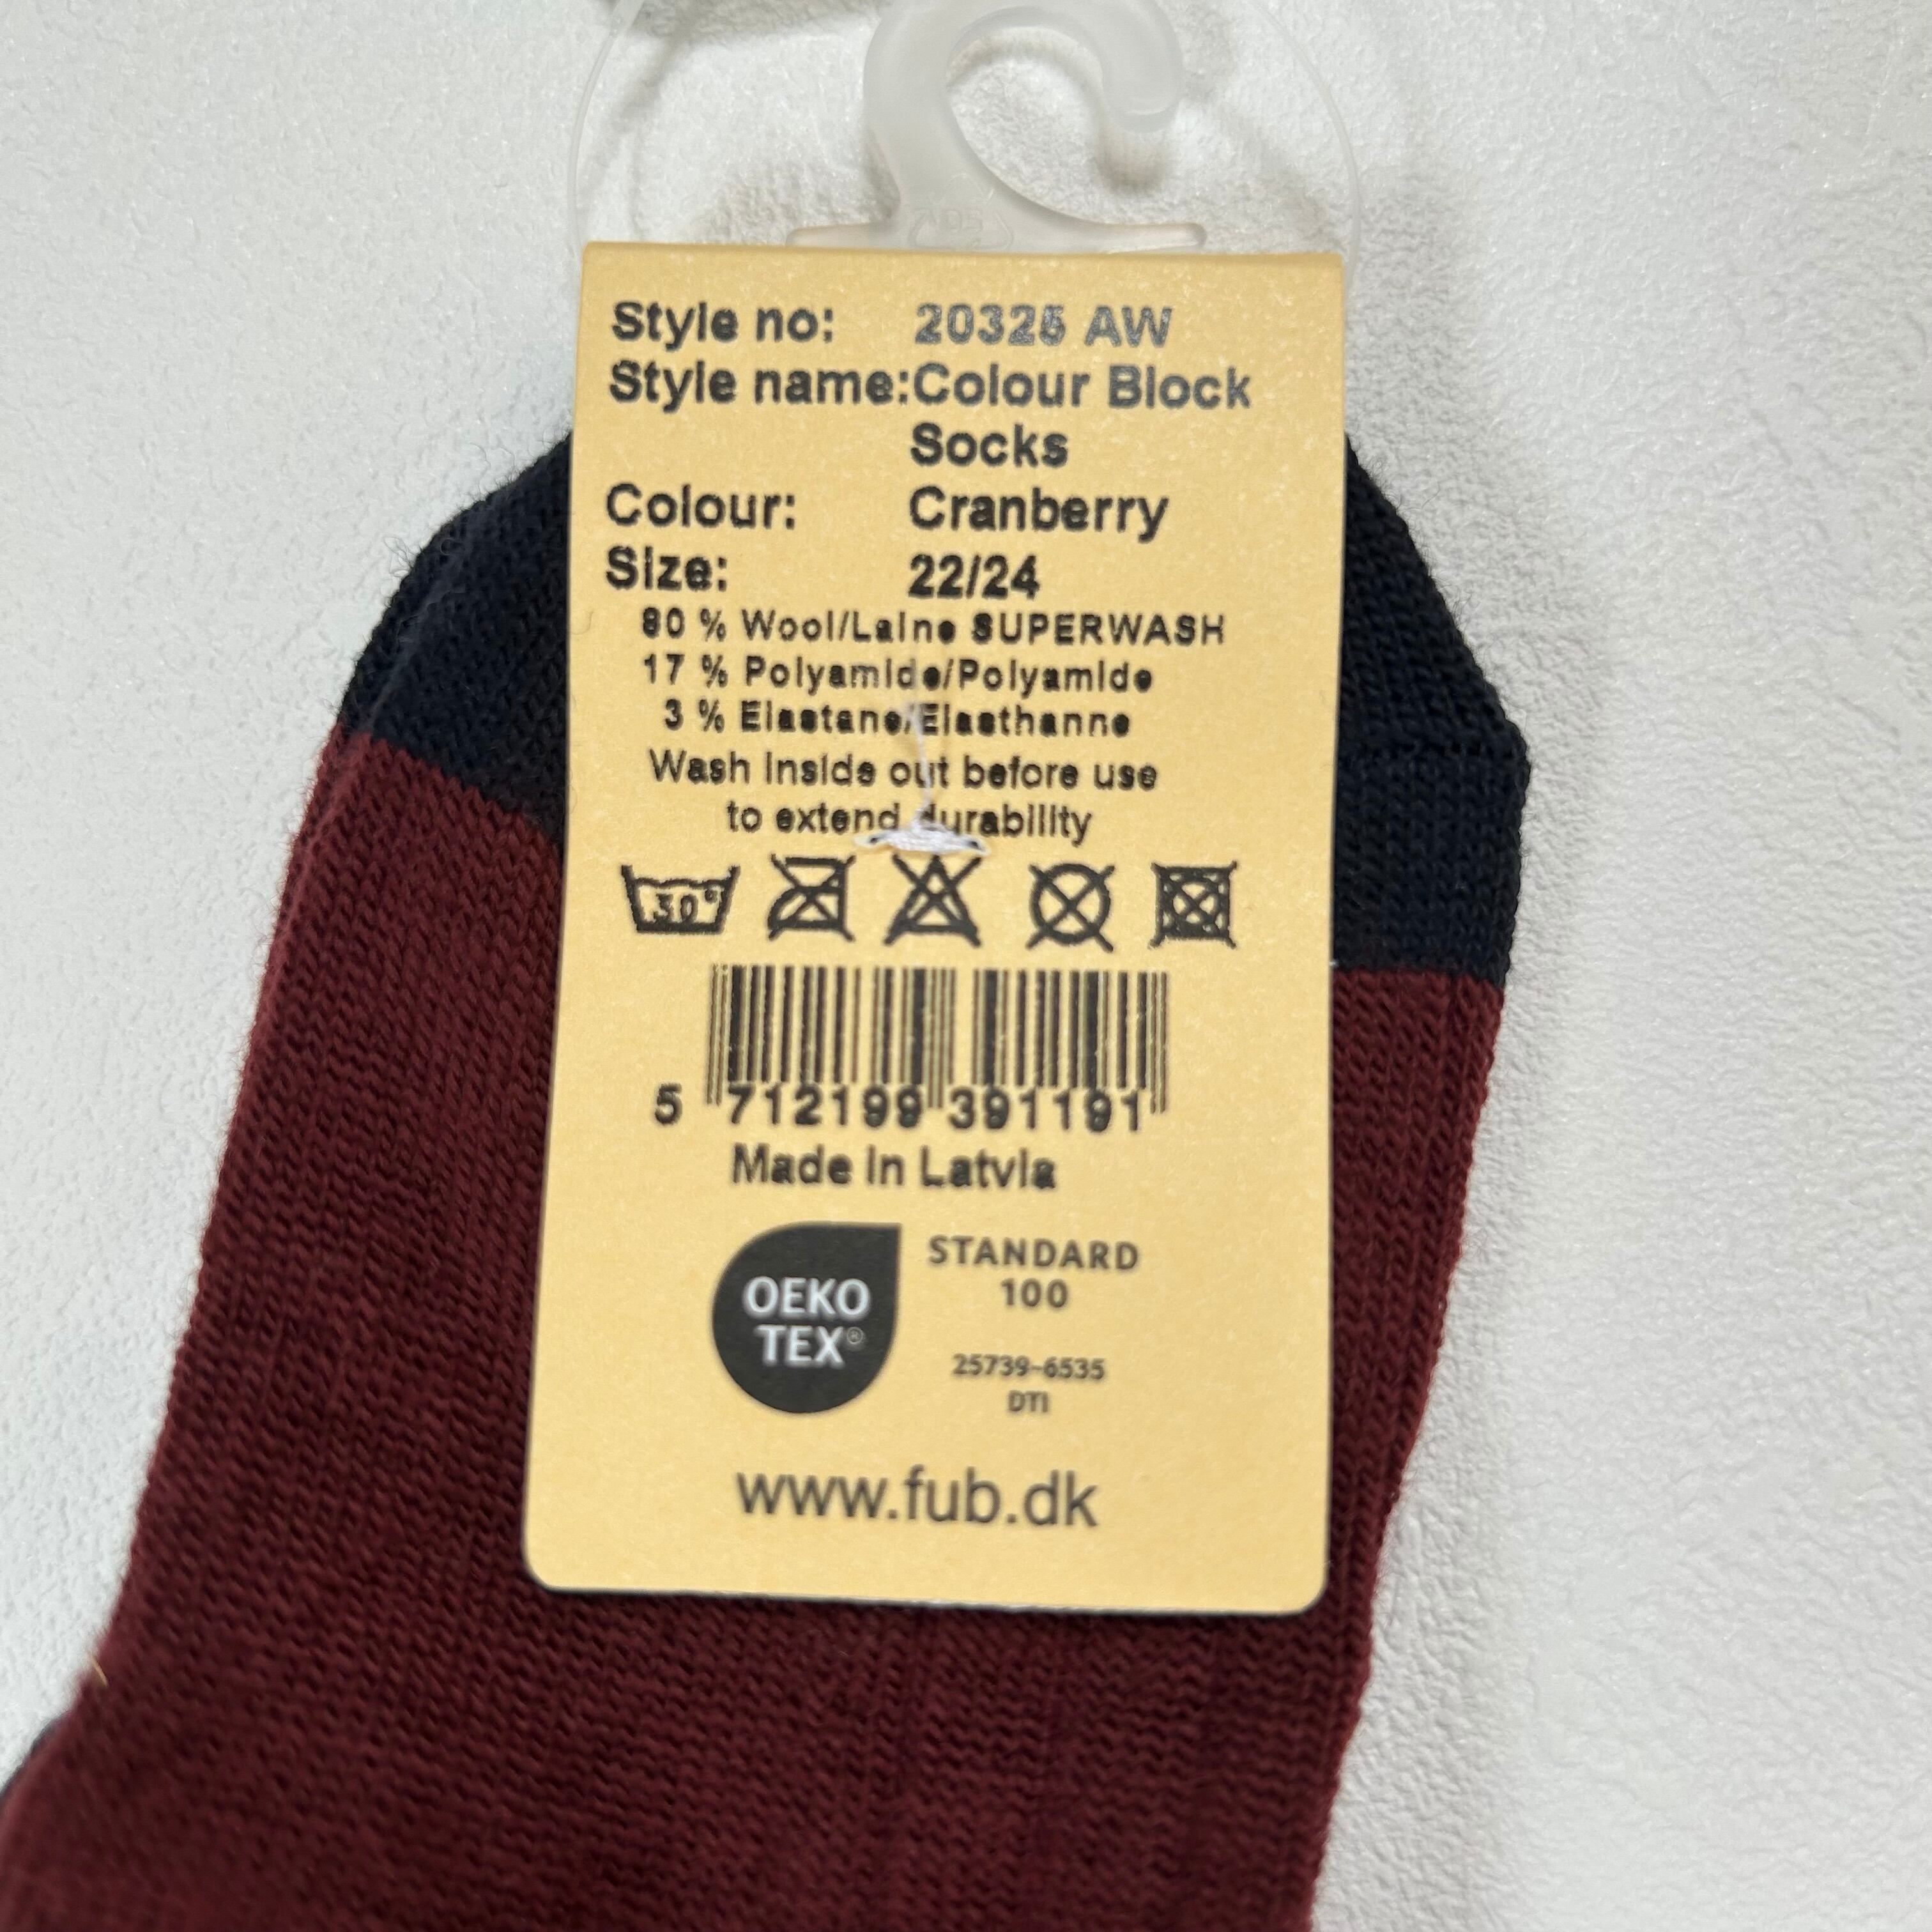 Style no: 20325 AW
Style name:Colour Block
Socks
Colour: Cranberry
Size: 22/24
80 % Wool/Laine SUPERWASH
17 % Polyamide/Polyamide
3 % Elastane/Elasthanne
Wash inside out before use
to extend durability
30°
5 712199 391191
Made in Latvia
OEKO
TEX®
STANDARD
100
25739-6535
DTI
www.fub.dk